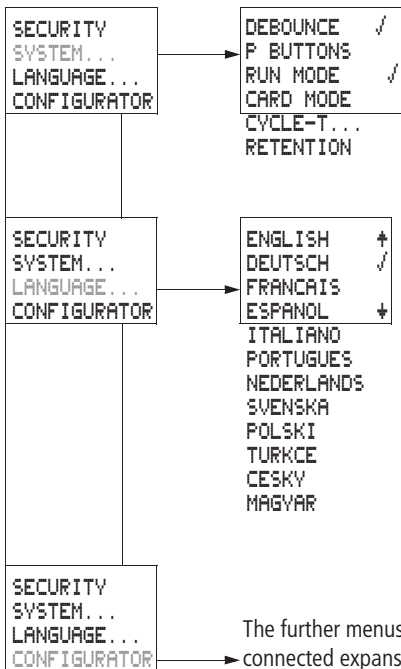 SECURITY
SYSTEM...
LANGUAGE...
CONFIGURATOR
DEBOUNCE √
P BUTTONS
RUN MODE √
CARD MODE
CYCLE-T...
RETENTION
SECURITY
SYSTEM...
LANGUAGE...
CONFIGURATOR
ENGLISH ↑
DEUTSCH √
FRANCAIS
ESPANOL ↓
ITALIANO
PORTUGUES
NEDERLANDS
SVENSKA
POLSKI
TURKCE
CESKY
MAGYAR
SECURITY
SYSTEM...
LANGUAGE...
CONFIGURATOR
The further menus
connected expans